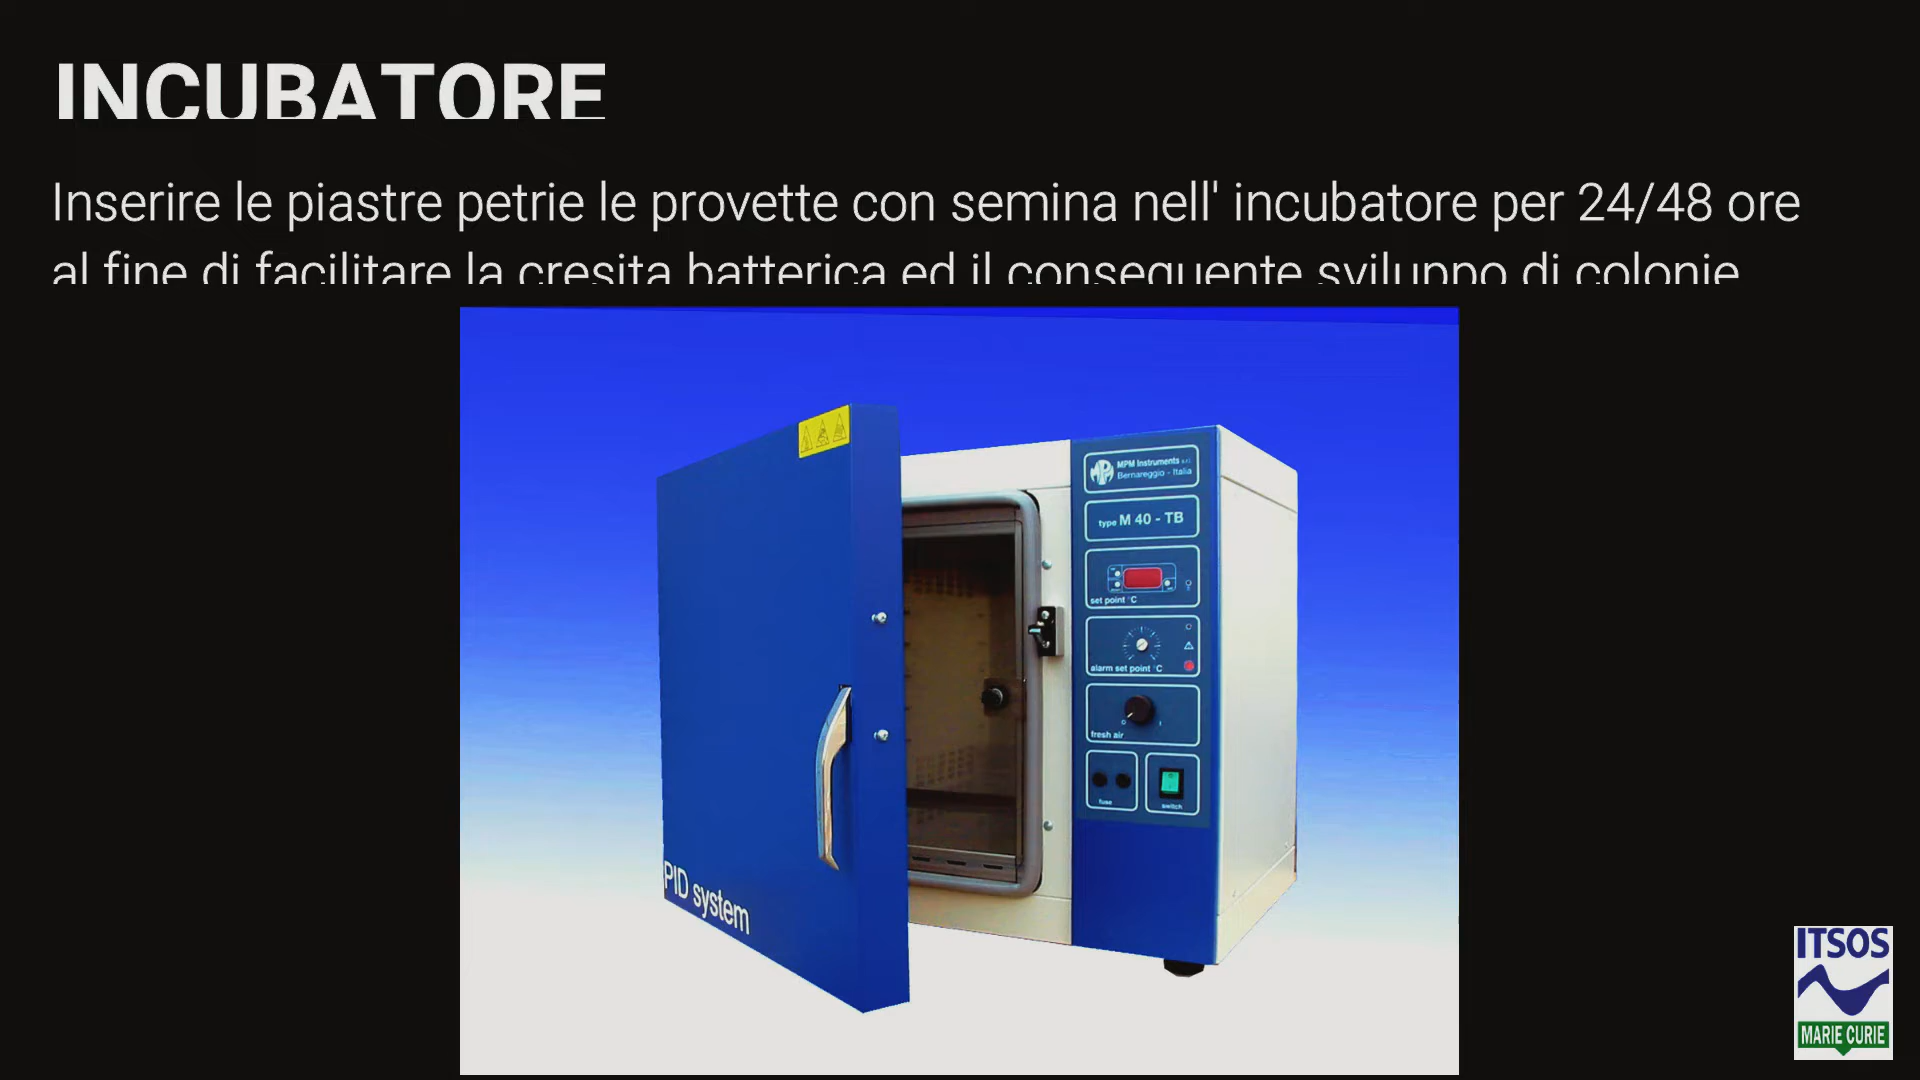 INCUBATORE
Inserire le piastre petrie le provette con semina nell' incubatore per 24/48 ore
al fine di facilitare la cresita batterica ed il conseguente sviluppo di colonie
MPM Instruments s.r.l.
Bernareggio - Italia
type M 40 - TB
set point °C
alarm set point °C
fresh air
0 I
fuse
switch
PID system
ITSOS
MARIE CURIE